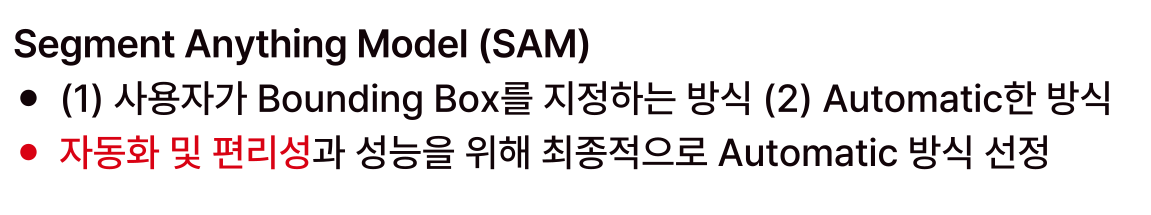 Segment Anything Model (SAM)
• (1) 사용자가 Bounding Box를 지정하는 방식 (2) Automatic한 방식
• 자동화 및 편리성과 성능을 위해 최종적으로 Automatic 방식 선정